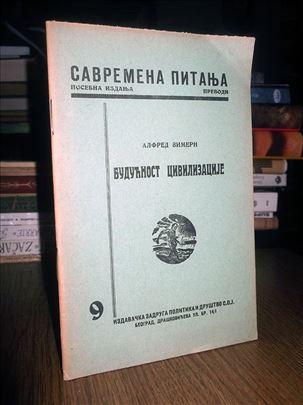 САВРЕМЕНА ПИТАЊА
ПОСЕБНА ИЗДАЊА ПРЕВОДИ
АЛФРЕД ЗИМЕРН
БУДУЋНОСТ ЦИВИЛИЗАЦИЈЕ
9
ИЗДАВАЧКА ЗАДРУГА ПОЛИТИКА И ДРУШТВО С.О.Ј.
БЕОГРАД, ДРАШКОВИЋЕВА УЛ. БР. 14/I